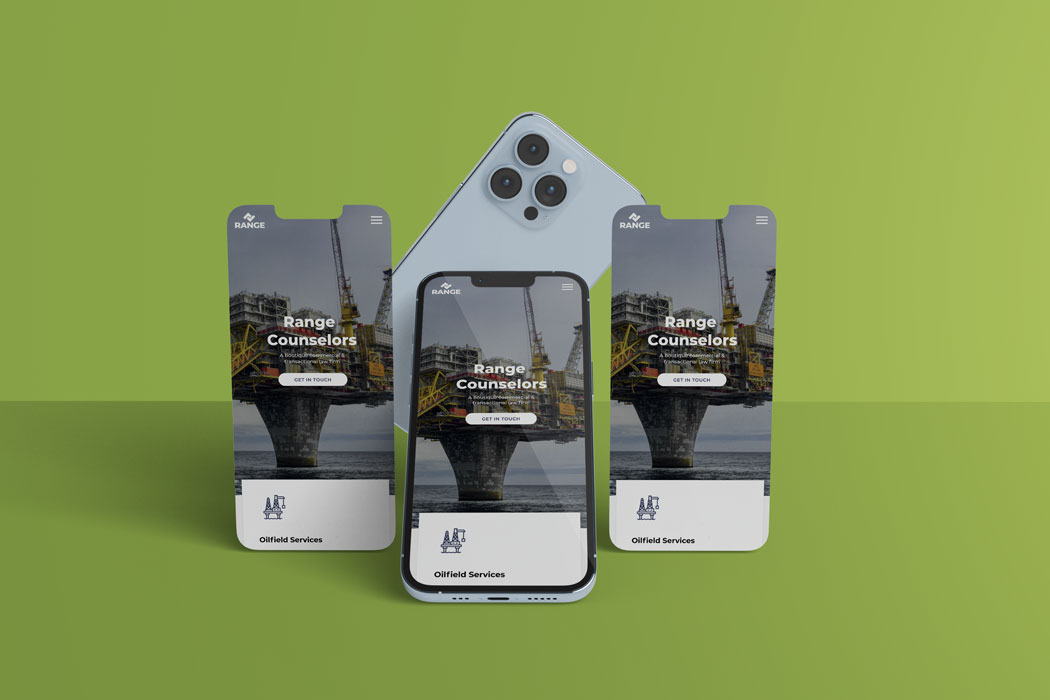 RANGE
Range
Counselors
A boutique commercial &
transactional law firm
GET IN TOUCH
Oilfield Services
RANGE
Range
Counselors
A boutique commercial &
transactional law firm
GET IN TOUCH
Oilfield Services
RANGE
Range
Counselors
A boutique commercial &
transactional law firm
GET IN TOUCH
Oilfield Services